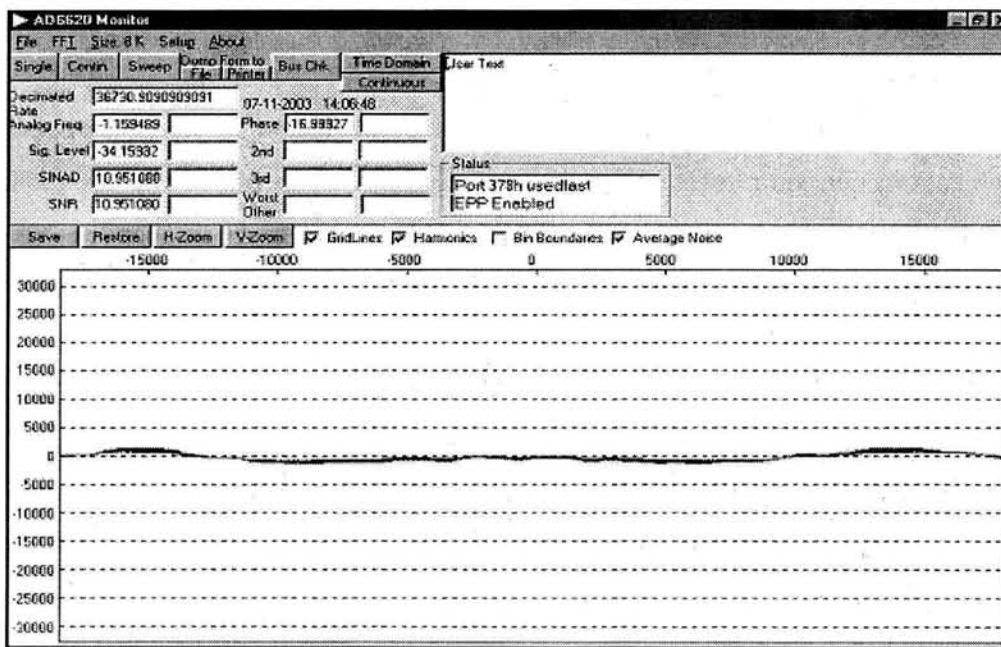 AD6620 Monitor
File FFT Size: 8 K Setup About
Single Contin. Sweep Dump to File Form to Printer Bus Chk. Time Domain Continuous
User Text
Decimated Rate 36730.9090909091
07-11-2003 14:06:48
Analog Freq. -1.159489 Phase -16.99927
Sig. Level -34.15332 2nd
SINAD 10.951080 3rd
SNR 10.951080 Worst Other
Status
Port 378h usedlast
EPP Enabled
Save Restore H-Zoom V-Zoom GridLines Harmonics Bin Boundaries Average Noise
-15000 -10000 -5000 0 5000 10000 15000
30000
25000
20000
15000
10000
5000
0
-5000
-10000
-15000
-20000
-25000
-30000